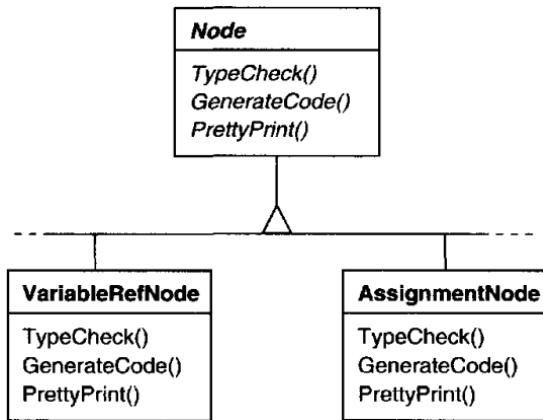 Node
TypeCheck()
GenerateCode()
PrettyPrint()
VariableRefNode
TypeCheck()
GenerateCode()
PrettyPrint()
AssignmentNode
TypeCheck()
GenerateCode()
PrettyPrint()